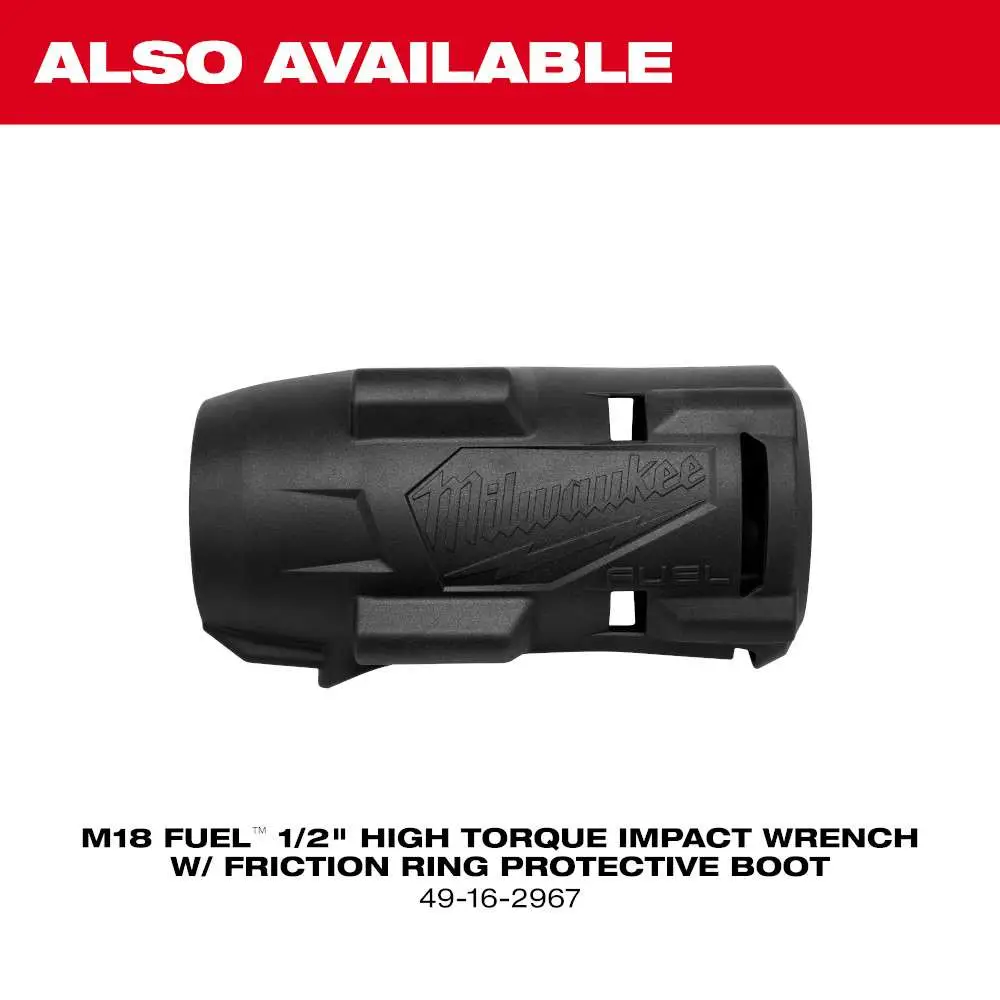 ALSO AVAILABLE
Milwaukee
FUEL
M18 FUEL™ 1/2" HIGH TORQUE IMPACT WRENCH
W/ FRICTION RING PROTECTIVE BOOT
49-16-2967